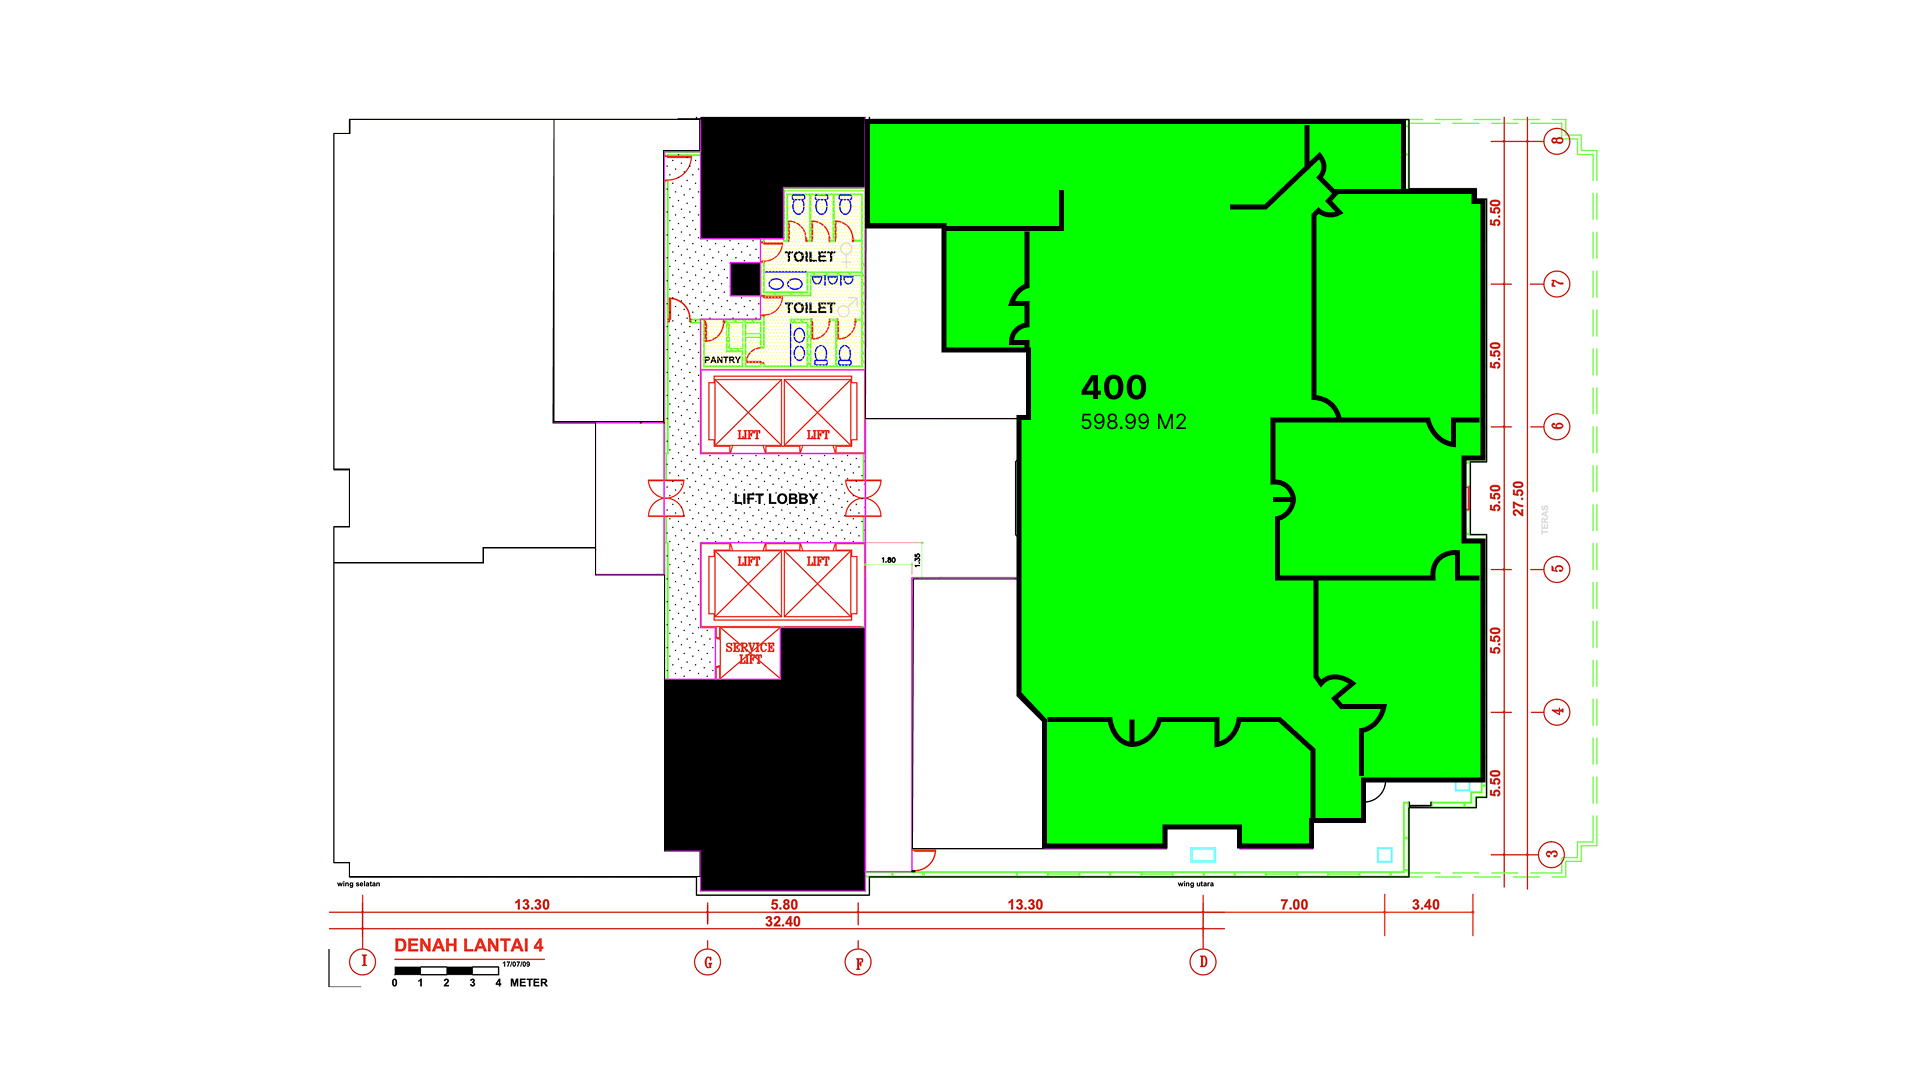 8
5.50
TOILET
7
TOILET
5.50
PANTRY
400
598.99 M2
6
LIFT
LIFT
LIFT LOBBY
5.50
27.50
TERAS
LIFT
LIFT
1.80
1.35
5
SERVICE
LIFT
5.50
4
5.50
3
wing selatan
wing utara
13.30
5.80
13.30
7.00
3.40
32.40
DENAH LANTAI 4
17/07/09
I
G
F
D
0 1 2 3 4 METER